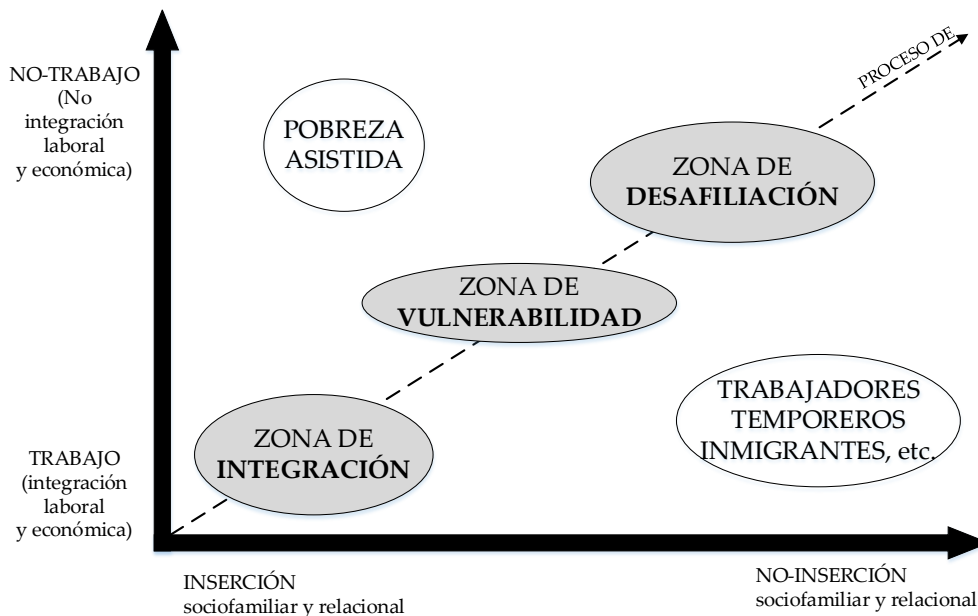 NO-TRABAJO
(No
integración
laboral
y económica)
PROCESO DE
POBREZA
ASISTIDA
ZONA DE
DESAFILIACIÓN
ZONA DE
VULNERABILIDAD
TRABAJADORES
TEMPOREROS
INMIGRANTES, etc.
ZONA DE
INTEGRACIÓN
TRABAJO
(integración
laboral
y económica)
INSERCIÓN
sociofamiliar y relacional
NO-INSERCIÓN
sociofamiliar y relacional